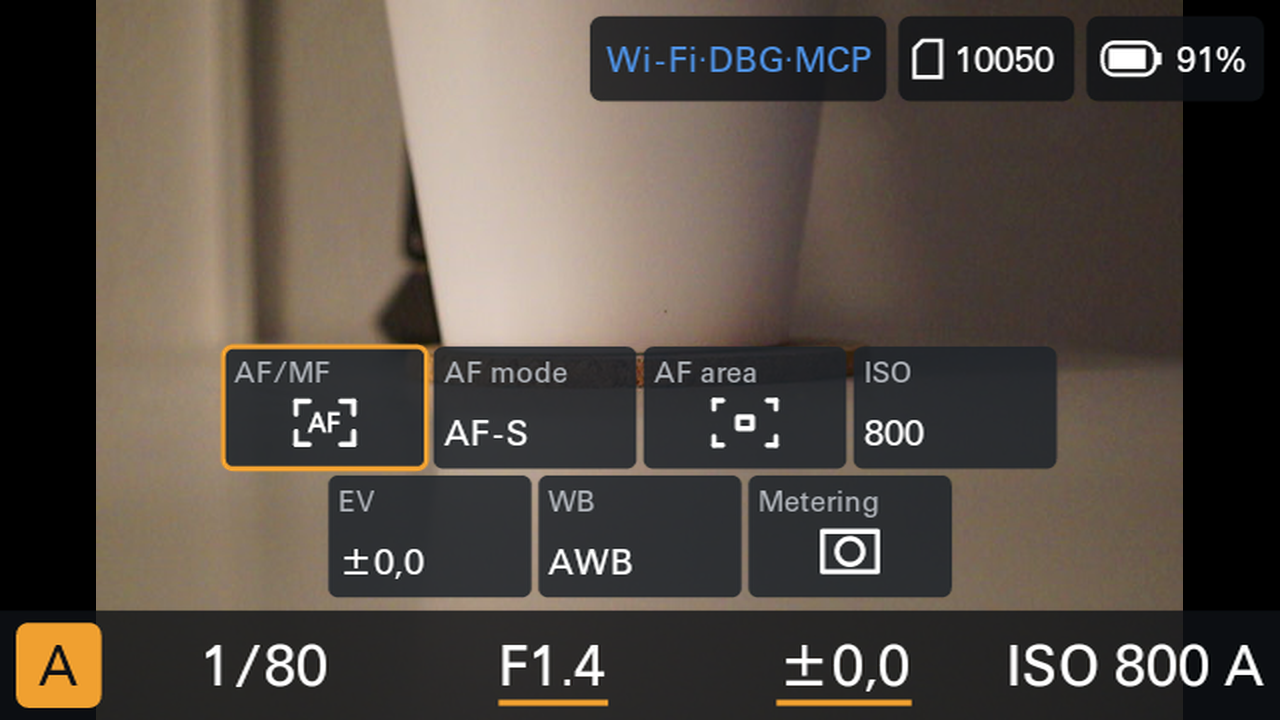 Wi-Fi·DBG·MCP
10050
91%
AF/MF
AF
AF mode
AF-S
AF area
ISO
800
EV
±0,0
WB
AWB
Metering
A
1/80
F1.4
±0,0
ISO 800 A